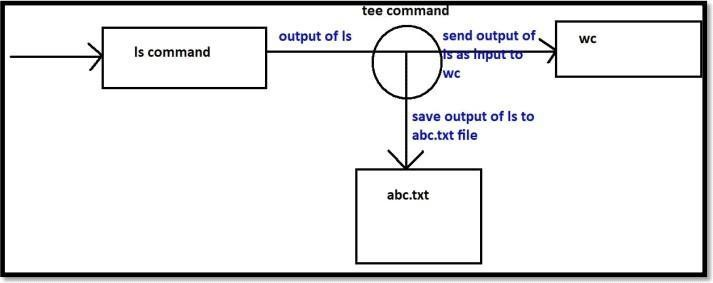 tee command
ls command
output of ls
send output of
ls as input to
wc
wc
save output of ls to
abc.txt file
abc.txt